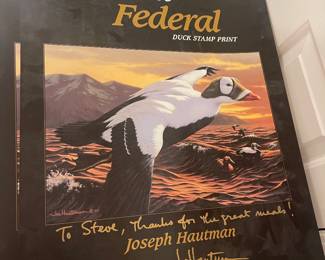 Federal
DUCK STAMP PRINT
To Steve, Thanks for the great meals!
Joseph Hautman